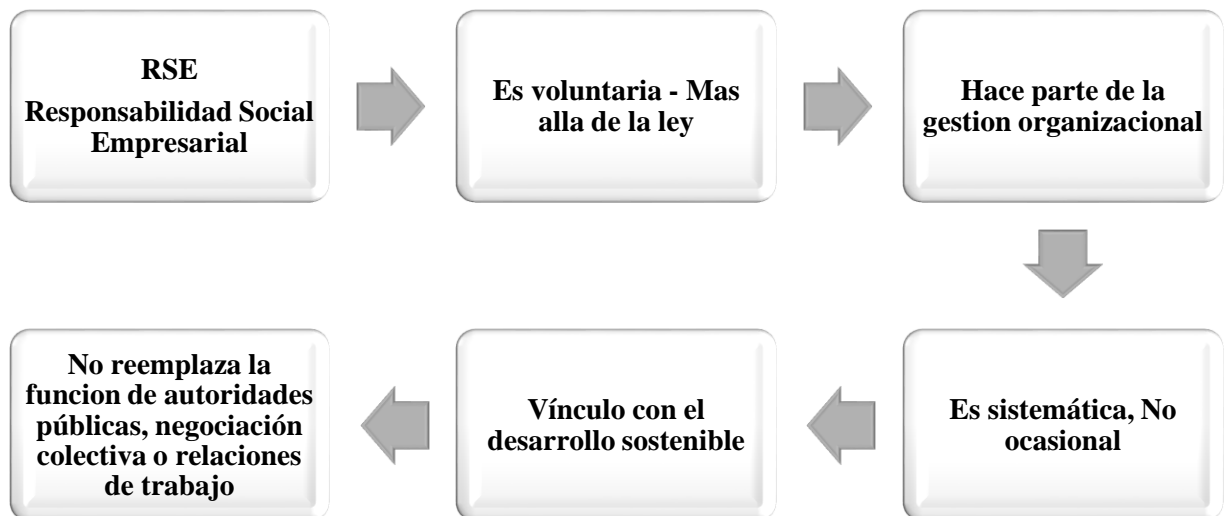 RSE
Responsabilidad Social
Empresarial
Es voluntaria - Mas
alla de la ley
Hace parte de la
gestion organizacional
Es sistemática, No
ocasional
Vínculo con el
desarrollo sostenible
No reemplaza la
funcion de autoridades
públicas, negociación
colectiva o relaciones
de trabajo